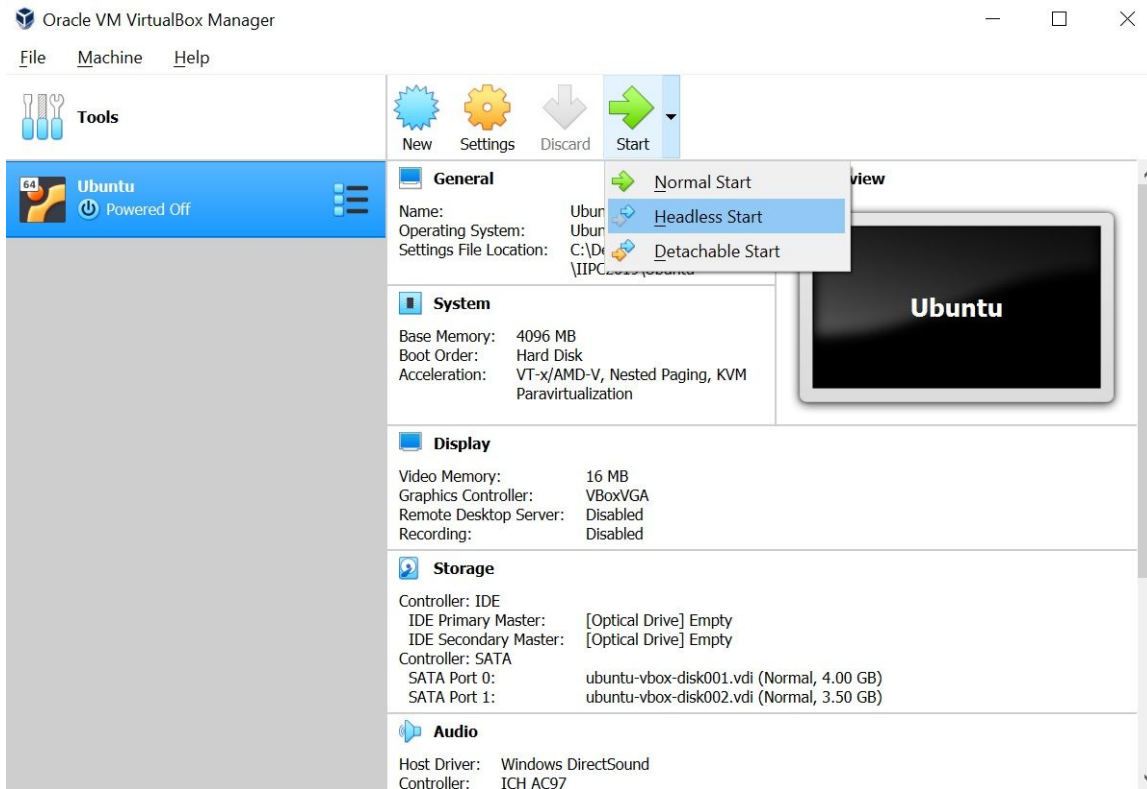 Oracle VM VirtualBox Manager
File Machine Help
Tools
New Settings Discard Start
64
Ubuntu
Powered Off
Normal Start
Headless Start
Detachable Start
General
Name:
Operating System:
Settings File Location: C:\
\
System
Base Memory: 4096 MB
Boot Order: Hard Disk
Acceleration: VT-x/AMD-V, Nested Paging, KVM
Paravirtualization
Ubuntu
Display
Video Memory: 16 MB
Graphics Controller: VBoxVGA
Remote Desktop Server: Disabled
Recording: Disabled
Storage
Controller: IDE
IDE Primary Master: [Optical Drive] Empty
IDE Secondary Master: [Optical Drive] Empty
Controller: SATA
SATA Port 0: ubuntu-vbox-disk001.vdi (Normal, 4.00 GB)
SATA Port 1: ubuntu-vbox-disk002.vdi (Normal, 3.50 GB)
Audio
Host Driver: Windows DirectSound
Controller: ICH AC97